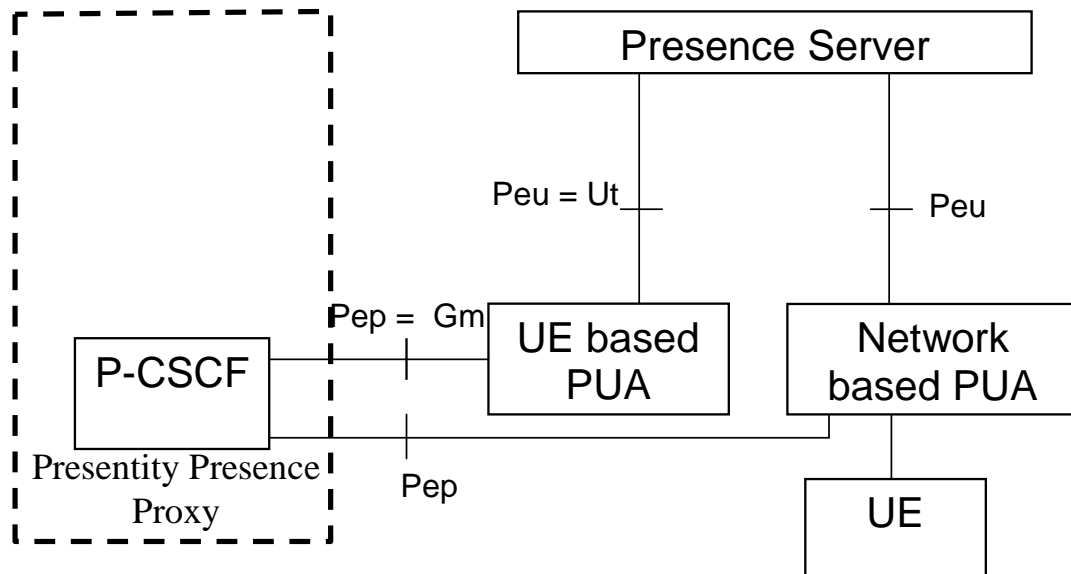 Presence Server
Peu = Ut
Peu
Pep = Gm
P-CSCF
UE based
PUA
Network
based PUA
Presentity Presence
Proxy
Pep
UE